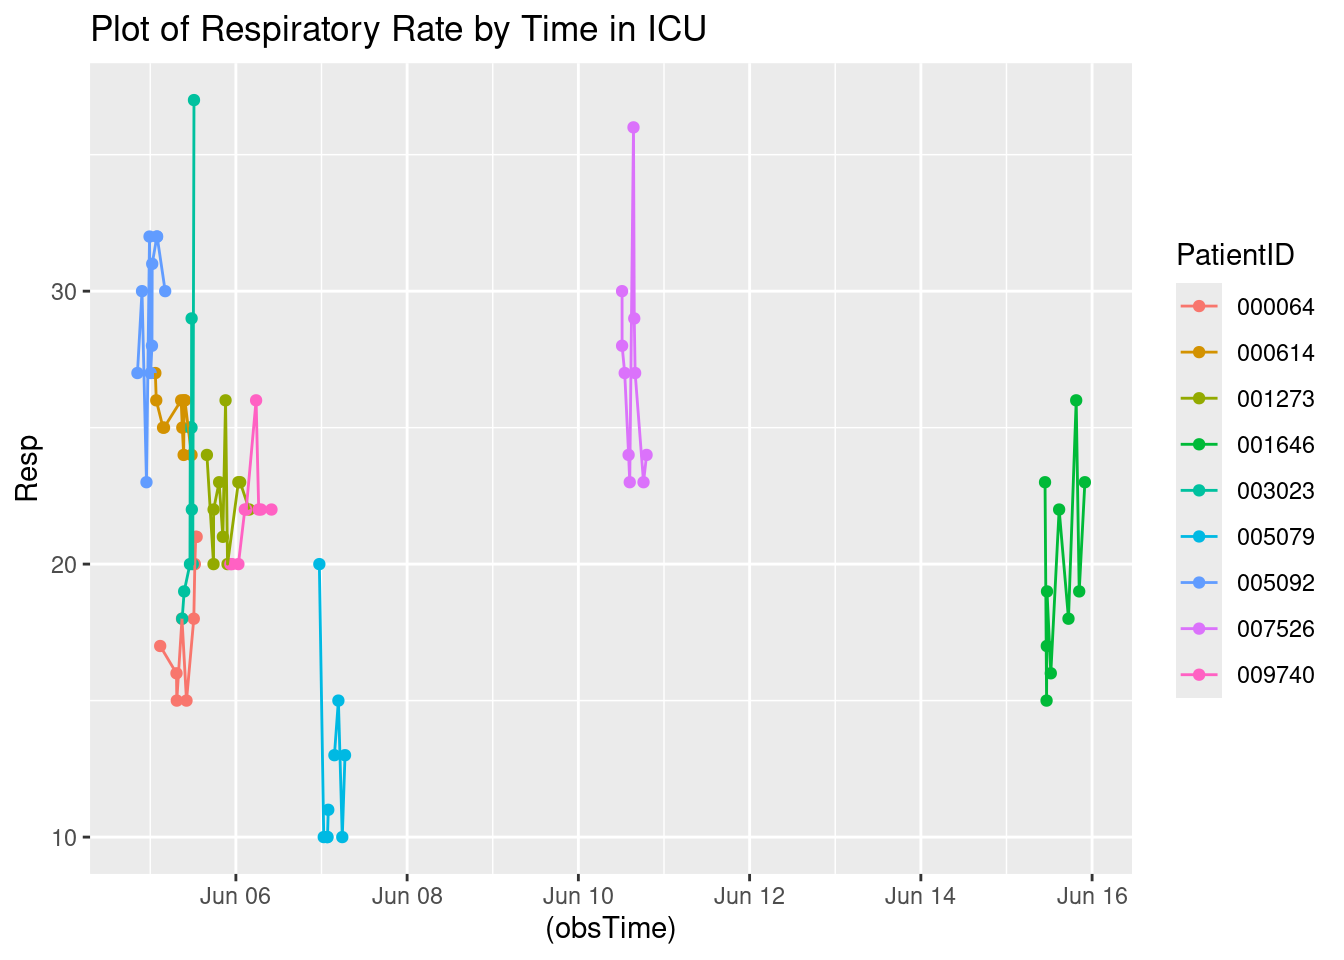 Plot of Respiratory Rate by Time in ICU
Resp
30
20
10
Jun 06
Jun 08
Jun 10
Jun 12
Jun 14
Jun 16
(obsTime)
PatientID
000064
000614
001273
001646
003023
005079
005092
007526
009740